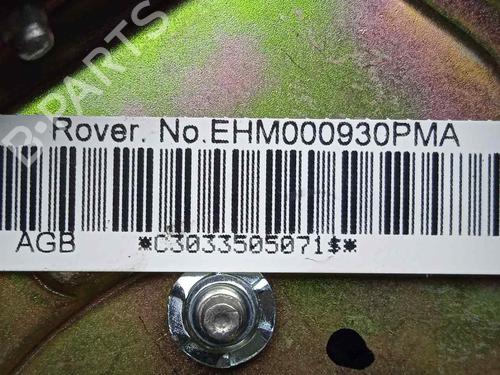 B-PARTS
Rover. No.EHM000930PMA
AGB *C3033505071$*